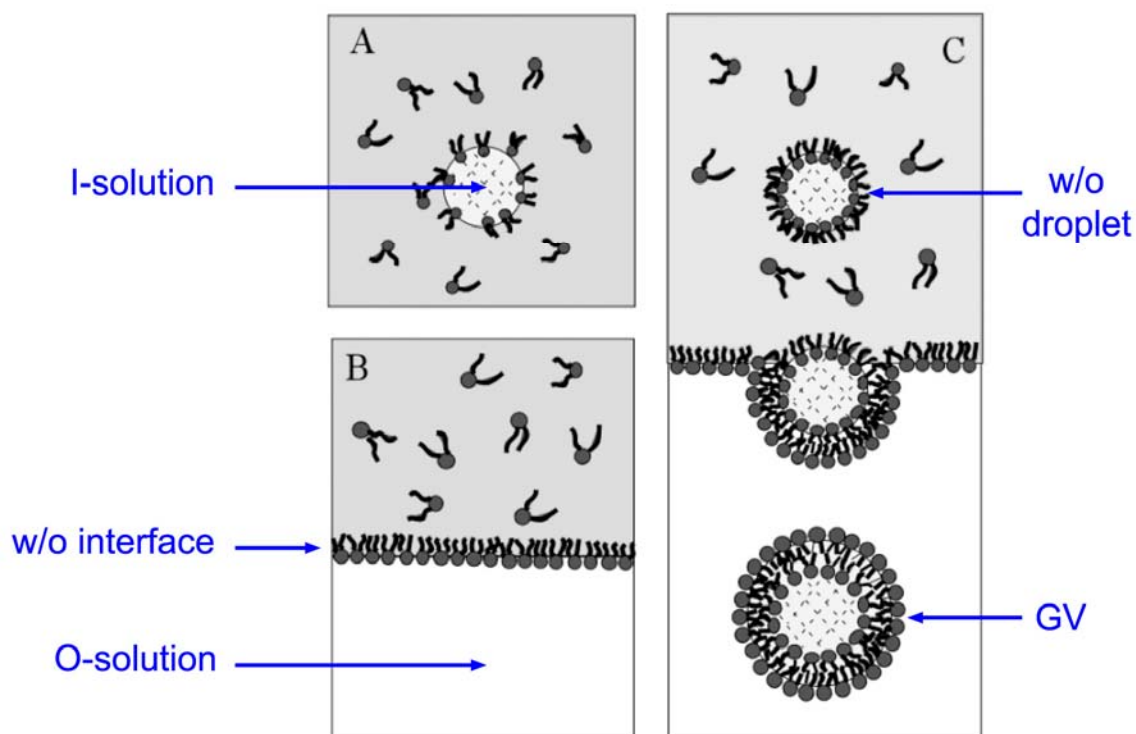 A
I-solution
B
w/o interface
O-solution
C
w/o
droplet
GV